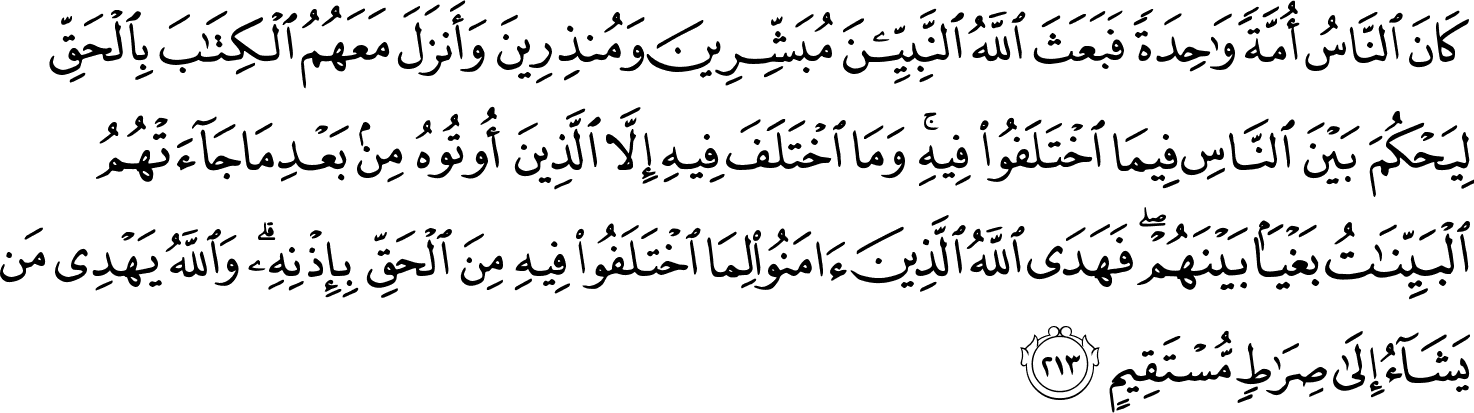 كَانَ ٱلنَّاسُ أُمَّةً وَٰحِدَةً فَبَعَثَ ٱللَّهُ ٱلنَّبِيِّـۧنَ مُبَشِّرِينَ وَمُنذِرِينَ وَأَنزَلَ مَعَهُمُ ٱلْكِتَٰبَ بِٱلْحَقِّ
لِيَحْكُمَ بَيْنَ ٱلنَّاسِ فِيمَا ٱخْتَلَفُوا۟ فِيهِ ۚ وَمَا ٱخْتَلَفَ فِيهِ إِلَّا ٱلَّذِينَ أُوتُوهُ مِنۢ بَعْدِ مَا جَآءَتْهُمُ
ٱلْبَيِّنَٰتُ بَغْيًۢا بَيْنَهُمْ ۖ فَهَدَى ٱللَّهُ ٱلَّذِينَ ءَامَنُوا۟ لِمَا ٱخْتَلَفُوا۟ فِيهِ مِنَ ٱلْحَقِّ بِإِذْنِهِۦ ۗ وَٱللَّهُ يَهْدِى مَن
يَشَآءُ إِلَىٰ صِرَٰطٍ مُّسْتَقِيمٍ ٢١٣